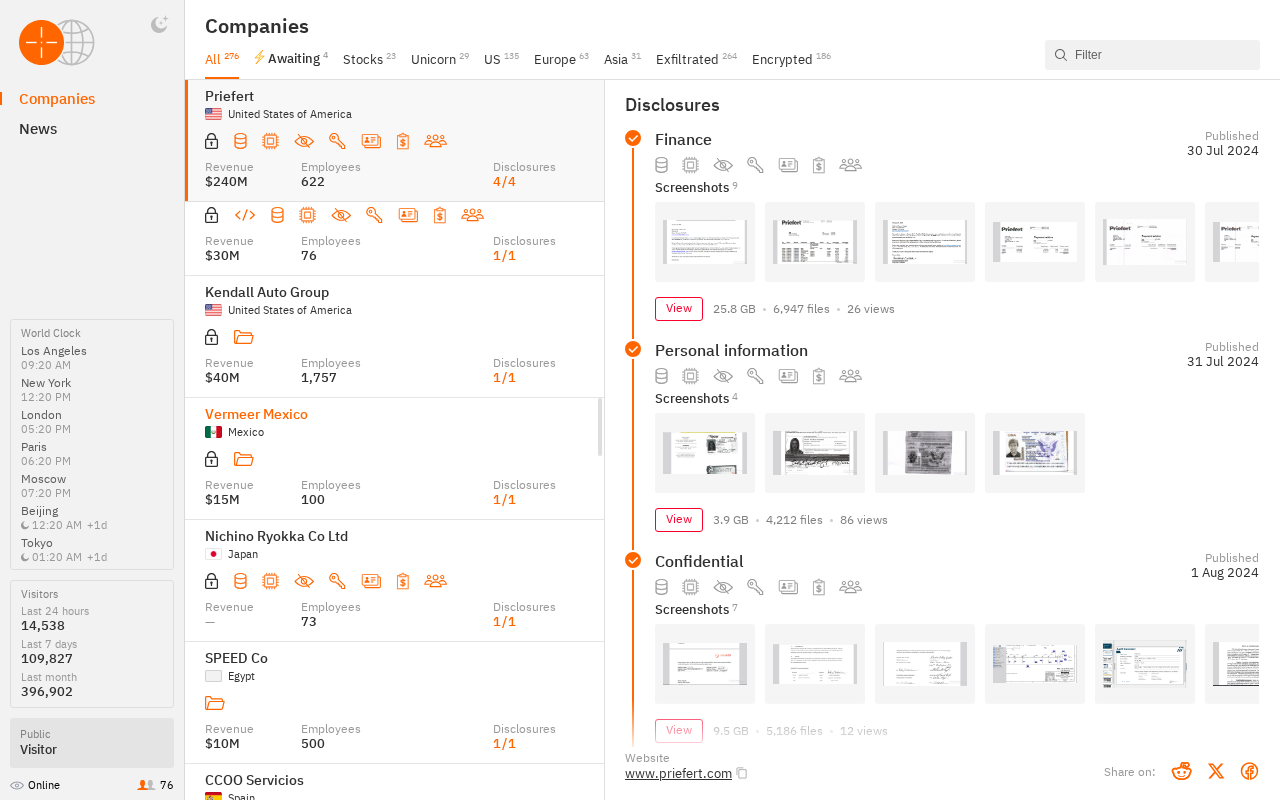 Companies
News
World Clock
Los Angeles
09:20 AM
New York
12:20 PM
London
05:20 PM
Paris
06:20 PM
Moscow
07:20 PM
Beijing
12:20 AM +1d
Tokyo
01:20 AM +1d
Visitors
Last 24 hours
14,538
Last 7 days
109,827
Last month
396,902
Public
Visitor
Online 76
Companies
All 276 Awaiting 4 Stocks 23 Unicorn 29 US 135 Europe 63 Asia 31 Exfiltrated 264 Encrypted 186
Filter
Priefert
United States of America
Revenue Employees Disclosures
$240M 622 4/4
Revenue Employees Disclosures
$30M 76 1/1
Kendall Auto Group
United States of America
Revenue Employees Disclosures
$40M 1,757 1/1
Vermeer Mexico
Mexico
Revenue Employees Disclosures
$15M 100 1/1
Nichino Ryokka Co Ltd
Japan
Revenue Employees Disclosures
— 73 1/1
SPEED Co
Egypt
Revenue Employees Disclosures
$10M 500 1/1
CCOO Servicios
Spain
Disclosures
Finance
Published
30 Jul 2024
Screenshots 9
Priefert
Priefert
Priefert
View 25.8 GB • 6,947 files • 26 views
Personal information
Published
31 Jul 2024
Screenshots 4
View 3.9 GB • 4,212 files • 86 views
Confidential
Published
1 Aug 2024
Screenshots 7
View 9.5 GB • 5,186 files • 12 views
Website
www.priefert.com
Share on: